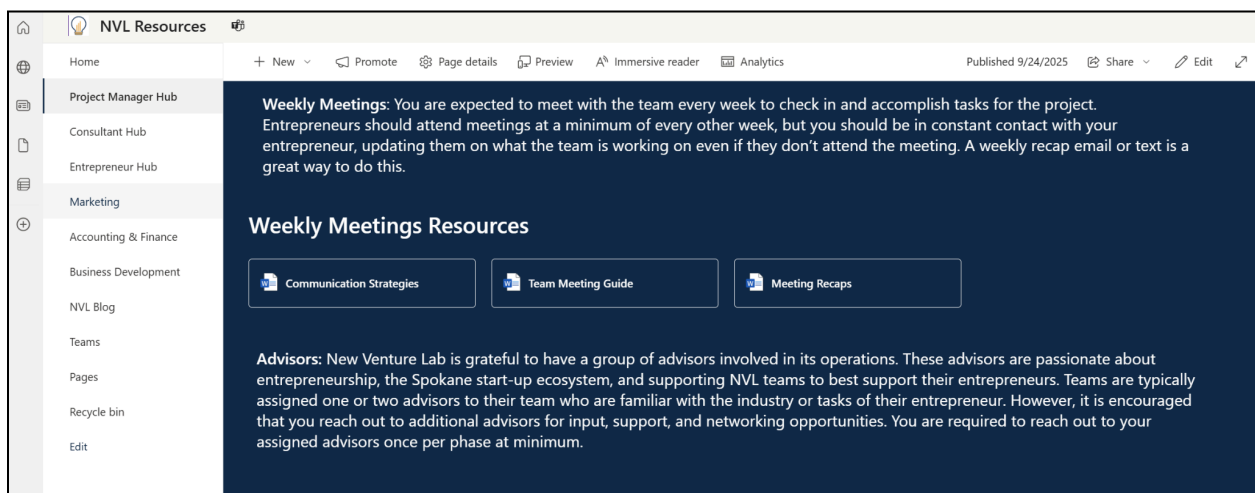 NVL Resources
Home
+ New
Promote
Page details
Preview
Immersive reader
Analytics
Published 9/24/2025
Share
Edit
Project Manager Hub
Consultant Hub
Entrepreneur Hub
Marketing
Accounting & Finance
Business Development
NVL Blog
Teams
Pages
Recycle bin
Edit
Weekly Meetings: You are expected to meet with the team every week to check in and accomplish tasks for the project.
Entrepreneurs should attend meetings at a minimum of every other week, but you should be in constant contact with your
entrepreneur, updating them on what the team is working on even if they don't attend the meeting. A weekly recap email or text is a
great way to do this.
Weekly Meetings Resources
Communication Strategies
Team Meeting Guide
Meeting Recaps
Advisors: New Venture Lab is grateful to have a group of advisors involved in its operations. These advisors are passionate about
entrepreneurship, the Spokane start-up ecosystem, and supporting NVL teams to best support their entrepreneurs. Teams are typically
assigned one or two advisors to their team who are familiar with the industry or tasks of their entrepreneur. However, it is encouraged
that you reach out to additional advisors for input, support, and networking opportunities. You are required to reach out to your
assigned advisors once per phase at minimum.